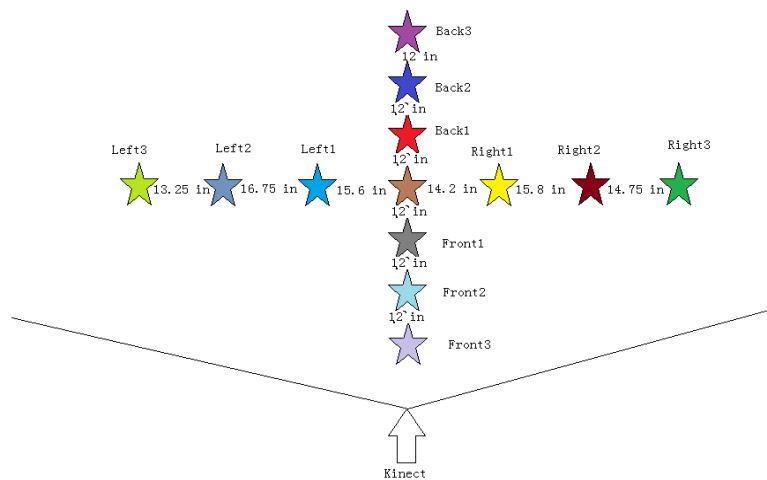 Back3
12 in
Back2
12 in
Back1
12 in
Left3
Left2
Left1
Right1
Right2
Right3
13.25 in
16.75 in
15.6 in
14.2 in
15.8 in
14.75 in
12 in
Front1
12 in
Front2
12 in
Front3
Kinect